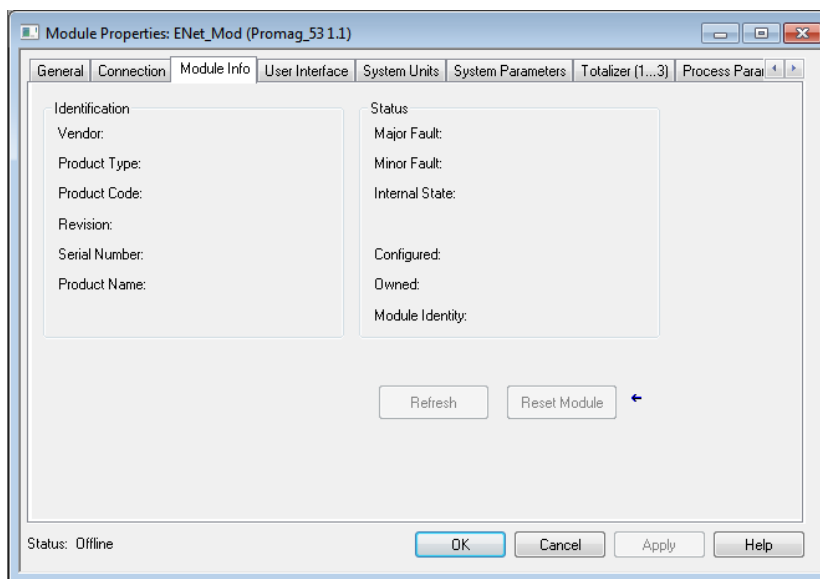 Module Properties: ENet_Mod (Promag_53 1.1)
General Connection Module Info User Interface System Units System Parameters Totalizer (1...3) Process Parar
Identification
Vendor:
Product Type:
Product Code:
Revision:
Serial Number:
Product Name:
Status
Major Fault:
Minor Fault:
Internal State:
Configured:
Owned:
Module Identity:
Refresh Reset Module
Status: Offline OK Cancel Apply Help